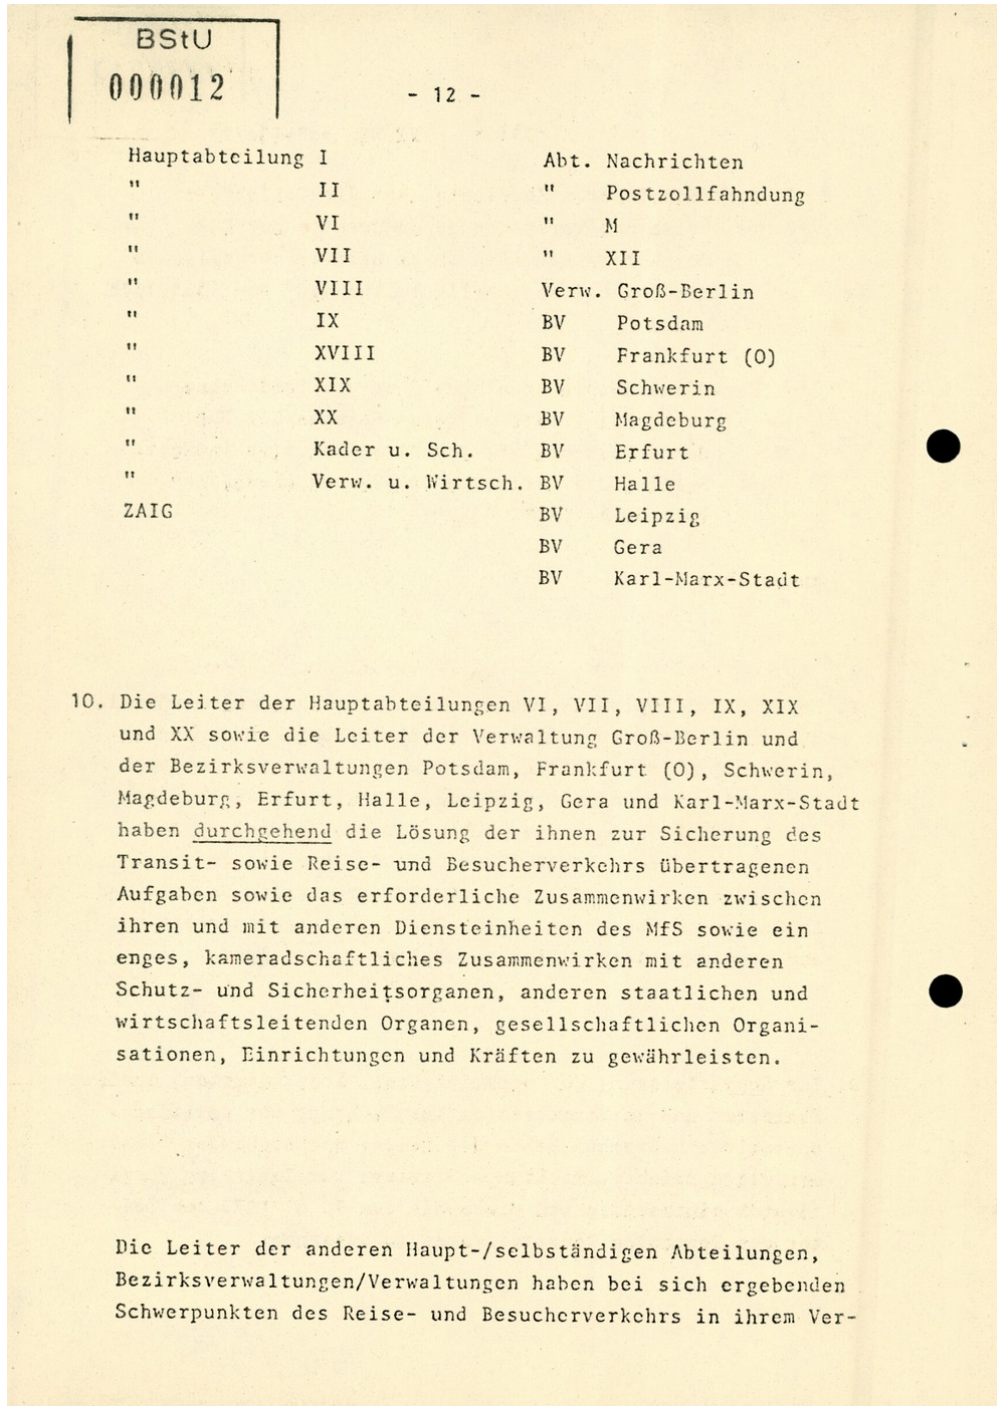 BStU
000012
- 12 -
Hauptabteilung I
" II
" VI
" VII
" VIII
" IX
" XVIII
" XIX
" XX
" Kader u. Sch.
" Verw. u. Wirtsch.
ZAIG
Abt. Nachrichten
" Postzollfahndung
" M
" XII
Verw. Groß-Berlin
BV Potsdam
BV Frankfurt (O)
BV Schwerin
BV Magdeburg
BV Erfurt
BV Halle
BV Leipzig
BV Gera
BV Karl-Marx-Stadt
10. Die Leiter der Hauptabteilungen VI, VII, VIII, IX, XIX
und XX sowie die Leiter der Verwaltung Groß-Berlin und
der Bezirksverwaltungen Potsdam, Frankfurt (O), Schwerin,
Magdeburg, Erfurt, Halle, Leipzig, Gera und Karl-Marx-Stadt
haben durchgehend die Lösung der ihnen zur Sicherung des
Transit- sowie Reise- und Besucherverkehrs übertragenen
Aufgaben sowie das erforderliche Zusammenwirken zwischen
ihren und mit anderen Diensteinheiten des MfS sowie ein
enges, kameradschaftliches Zusammenwirken mit anderen
Schutz- und Sicherheitsorganen, anderen staatlichen und
wirtschaftsleitenden Organen, gesellschaftlichen Organi-
sationen, Einrichtungen und Kräften zu gewährleisten.
Die Leiter der anderen Haupt-/selbständigen Abteilungen,
Bezirksverwaltungen/Verwaltungen haben bei sich ergebenden
Schwerpunkten des Reise- und Besucherverkehrs in ihrem Ver-